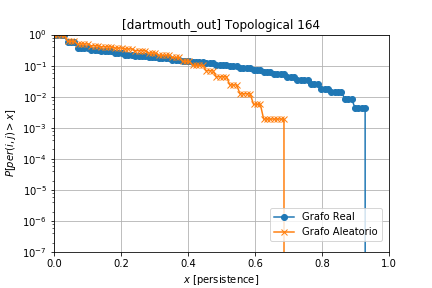 [dartmouth_out] Topological 164
P[per(i,j) > x]
10^0
10^-1
10^-2
10^-3
10^-4
10^-5
10^-6
10^-7
Grafo Real
Grafo Aleatorio
0.0 0.2 0.4 0.6 0.8 1.0
x [persistence]